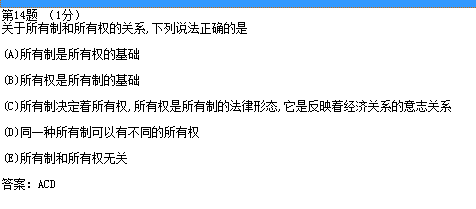 第14题 （1分）
关于所有制和所有权的关系,下列说法正确的是
(A)所有制是所有权的基础
(B)所有权是所有制的基础
(C)所有制决定着所有权,所有权是所有制的法律形态,它是反映着经济关系的意志关系
(D)同一种所有制可以有不同的所有权
(E)所有制和所有权无关
答案：ACD